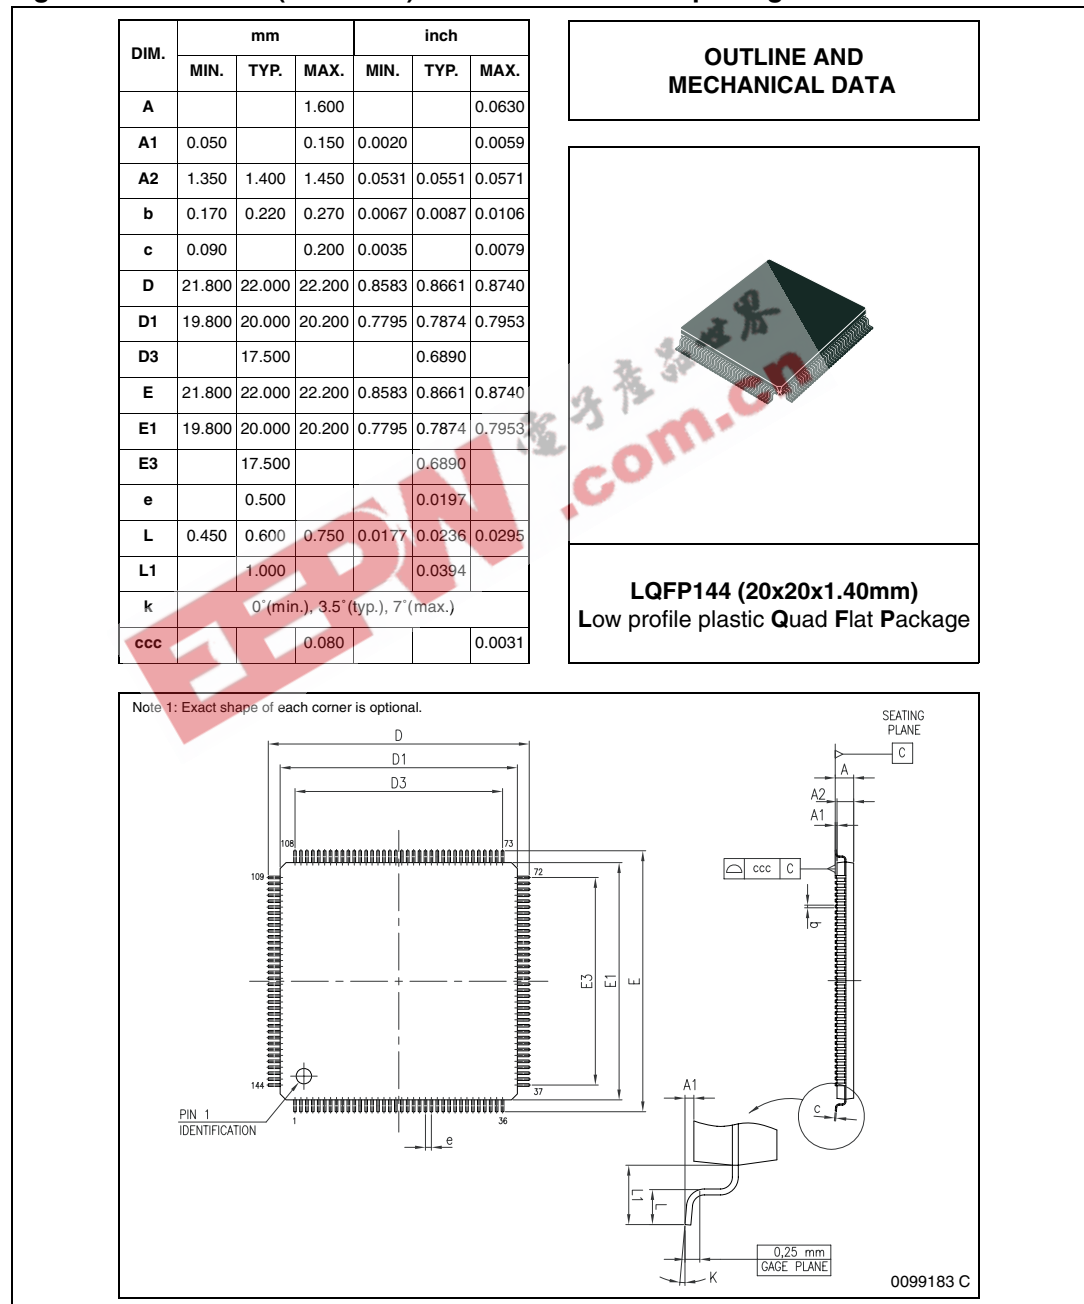 DIM. mm inch
MIN. TYP. MAX. MIN. TYP. MAX.
A 1.600 0.0630
A1 0.050 0.150 0.0020 0.0059
A2 1.350 1.400 1.450 0.0531 0.0551 0.0571
b 0.170 0.220 0.270 0.0067 0.0087 0.0106
c 0.090 0.200 0.0035 0.0079
D 21.800 22.000 22.200 0.8583 0.8661 0.8740
D1 19.800 20.000 20.200 0.7795 0.7874 0.7953
D3 17.500 0.6890
E 21.800 22.000 22.200 0.8583 0.8661 0.8740
E1 19.800 20.000 20.200 0.7795 0.7874 0.7953
E3 17.500 0.6890
e 0.500 0.0197
L 0.450 0.600 0.750 0.0177 0.0236 0.0295
L1 1.000 0.0394
k 0˚(min.), 3.5˚(typ.), 7˚(max.)
ccc 0.080 0.0031
OUTLINE AND
MECHANICAL DATA
LQFP144 (20x20x1.40mm)
Low profile plastic Quad Flat Package
EEPW.com.cn
電子產品世界
Note 1: Exact shape of each corner is optional.
D
D1
D3
108
73
109
72
E3
E1
E
144
37
PIN 1
IDENTIFICATION
1
36
e
SEATING
PLANE
C
A
A2
A1
ccc C
b
c
A1
L1
L
0,25 mm
GAGE PLANE
K
0099183 C